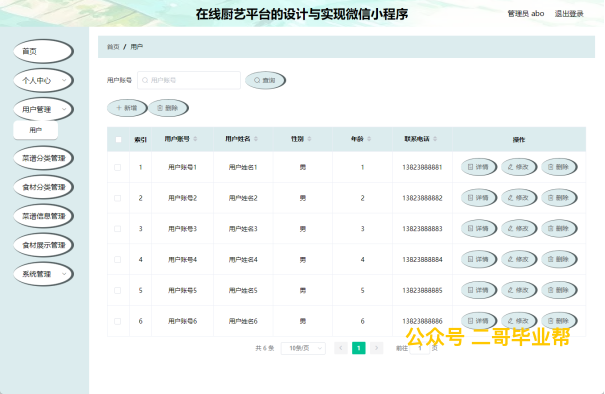 在线厨艺平台的设计与实现微信小程序
管理员 abo 退出登录
首页
个人中心
用户管理
用户
菜谱分类管理
食材分类管理
菜谱信息管理
食材展示管理
系统管理
首页 / 用户
用户账号 用户账号 查询
新增 删除
索引 用户账号 用户姓名 性别 年龄 联系电话 操作
1 用户账号1 用户姓名1 男 1 13823888881 详情 修改 删除
2 用户账号2 用户姓名2 男 2 13823888882 详情 修改 删除
3 用户账号3 用户姓名3 男 3 13823888883 详情 修改 删除
4 用户账号4 用户姓名4 男 4 13823888884 详情 修改 删除
5 用户账号5 用户姓名5 男 5 13823888885 详情 修改 删除
6 用户账号6 用户姓名6 男 6 13823888886 详情 修改 删除
共 6 条 10条/页 1 前往 1 页
公众号 二哥毕业帮